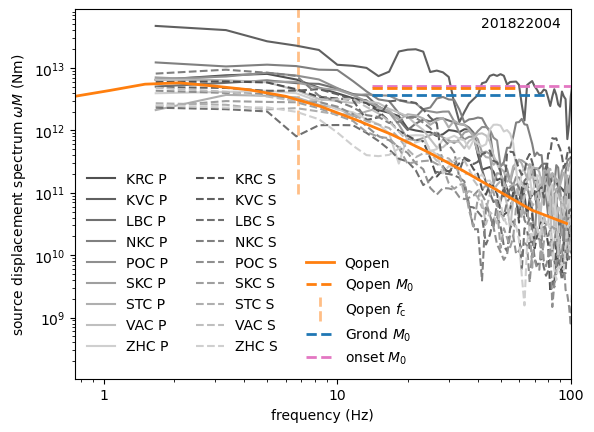 201822004
source displacement spectrum ωM (Nm)
10¹³
10¹²
10¹¹
10¹⁰
10⁹
KRC P
KVC P
LBC P
NKC P
POC P
SKC P
STC P
VAC P
ZHC P
KRC S
KVC S
LBC S
NKC S
POC S
SKC S
STC S
VAC S
ZHC S
Qopen
Qopen M₀
Qopen f_c
Grond M₀
onset M₀
1
10
100
frequency (Hz)